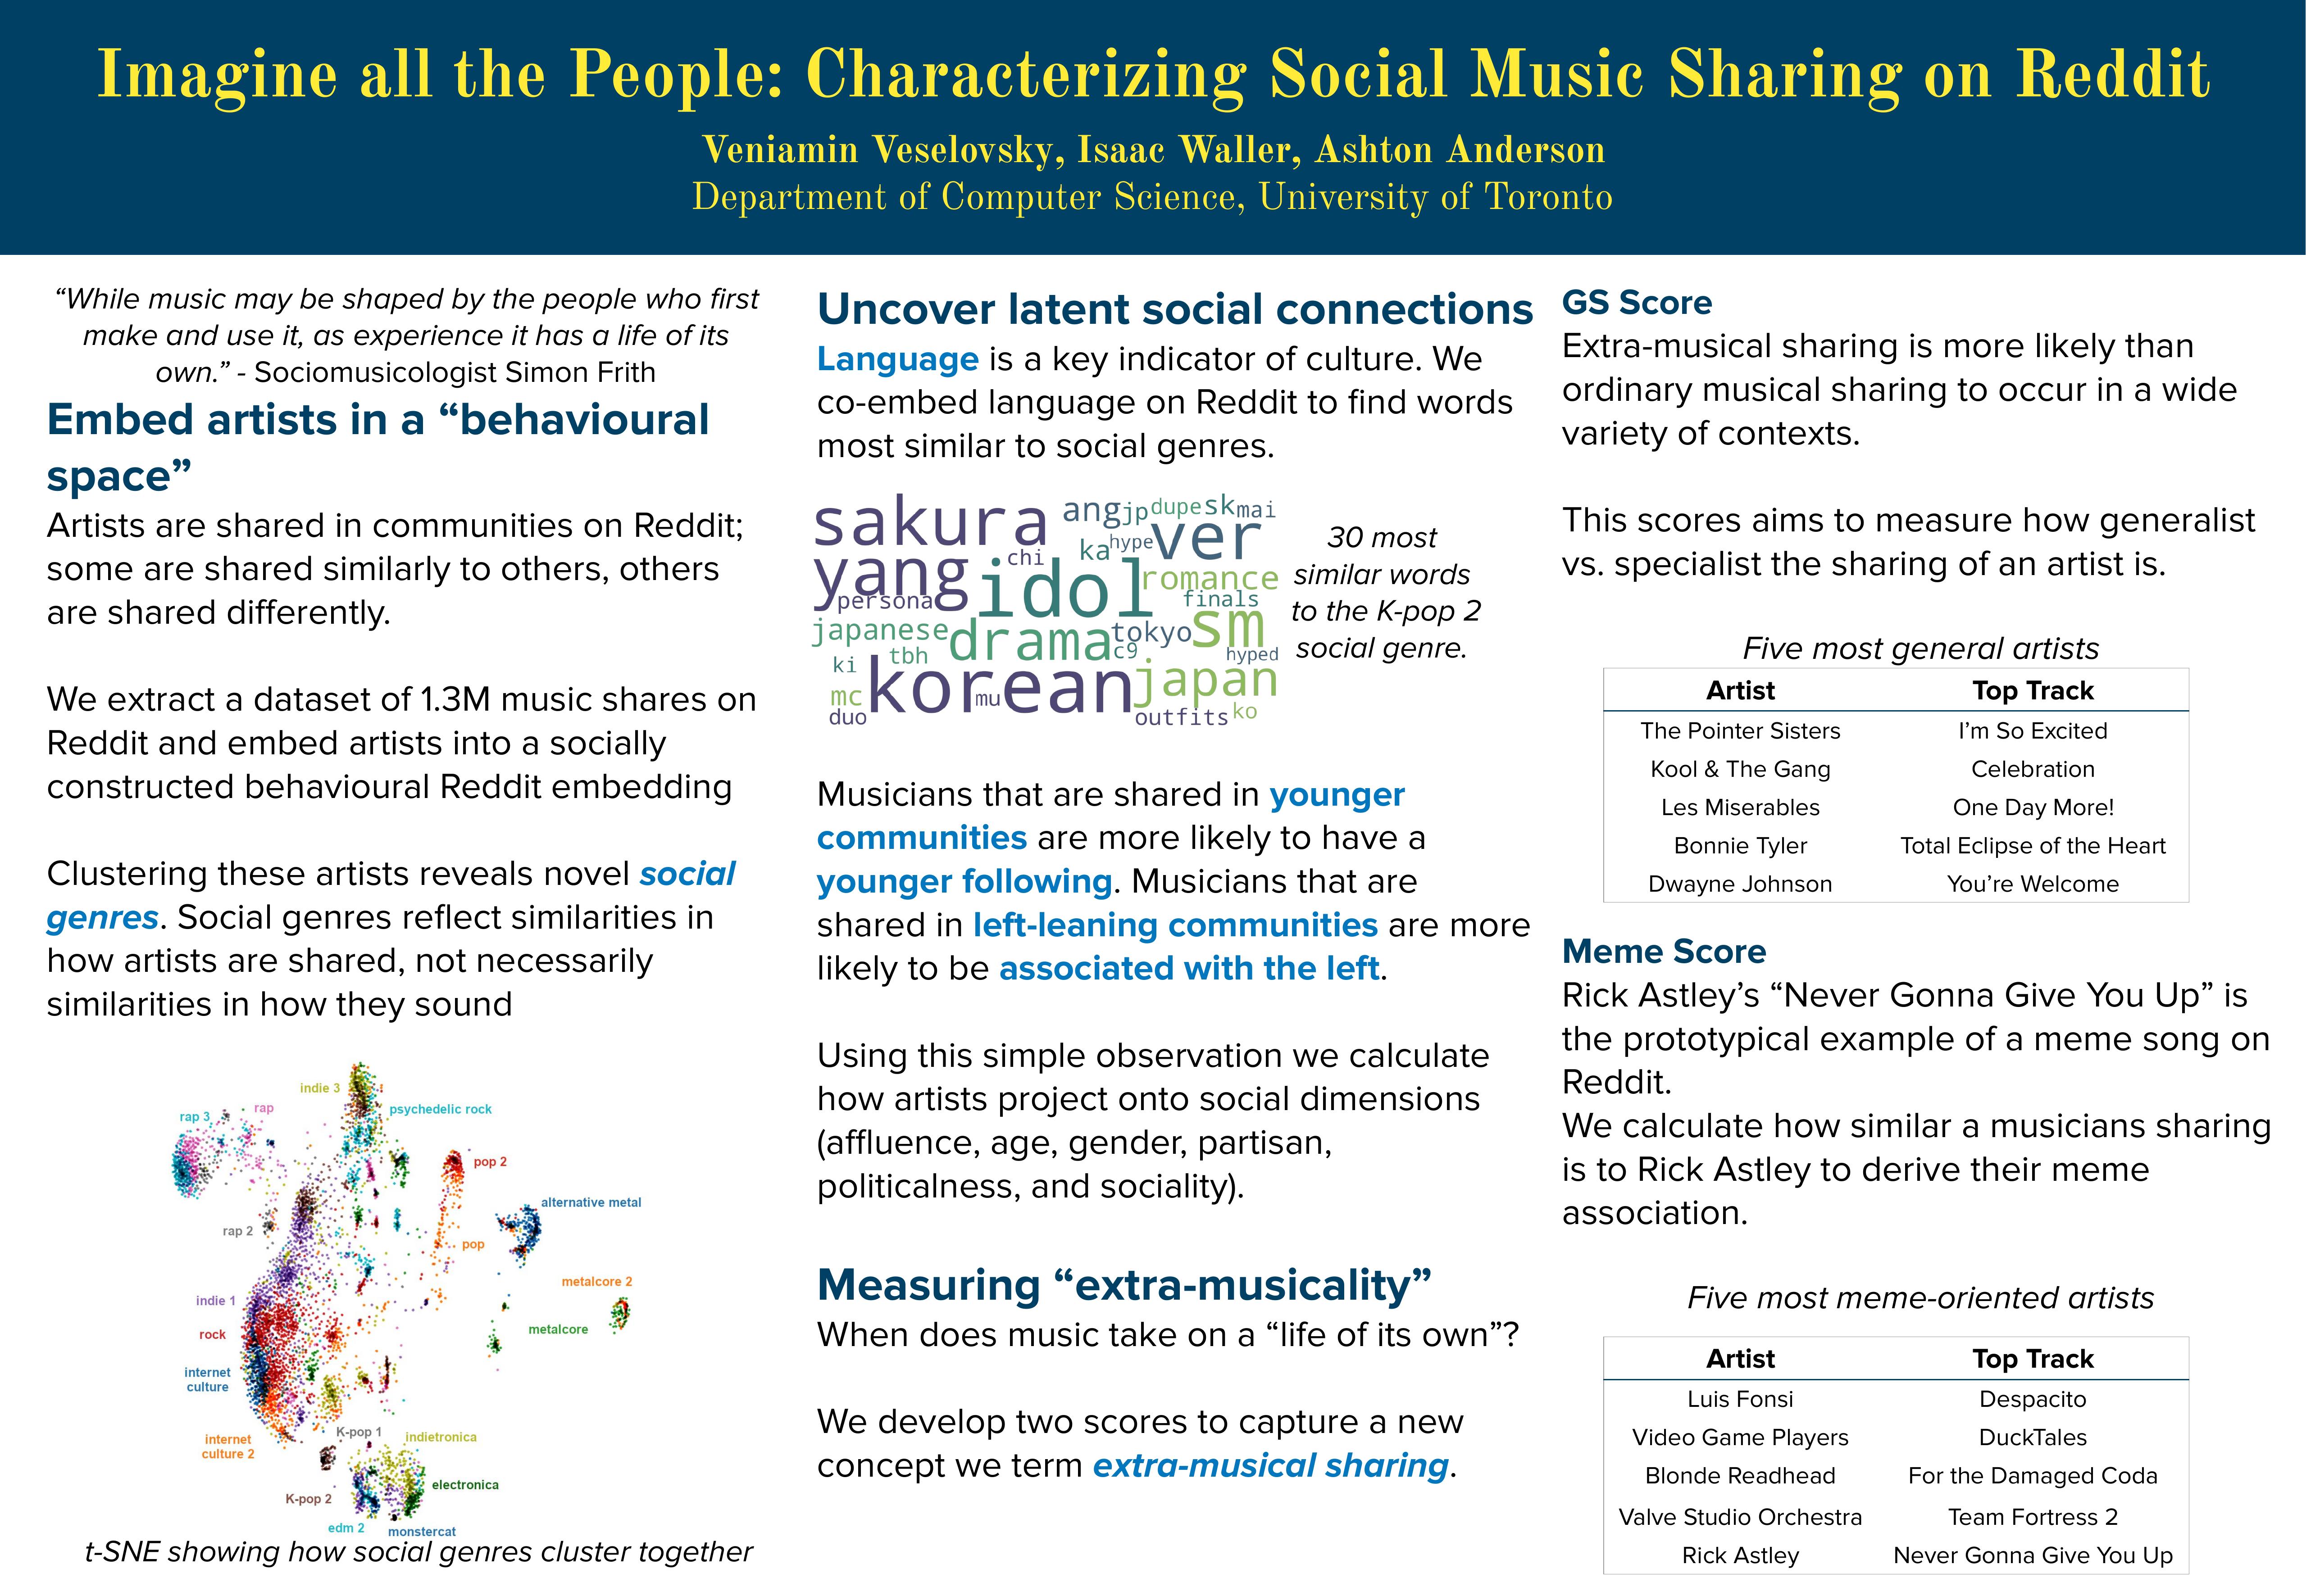 Imagine all the People: Characterizing Social Music Sharing on Reddit
Veniamin Veselovsky, Isaac Waller, Ashton Anderson
Department of Computer Science, University of Toronto
“While music may be shaped by the people who first
make and use it, as experience it has a life of its
own.” - Sociomusicologist Simon Frith
Embed artists in a “behavioural
space”
Artists are shared in communities on Reddit;
some are shared similarly to others, others
are shared differently.
We extract a dataset of 1.3M music shares on
Reddit and embed artists into a socially
constructed behavioural Reddit embedding
Clustering these artists reveals novel social
genres. Social genres reflect similarities in
how artists are shared, not necessarily
similarities in how they sound
indie 3
rap 3
rap
psychedelic rock
pop 2
alternative metal
rap 2
pop
metalcore 2
indie 1
rock
metalcore
internet
culture
internet
culture 2
K-pop 1
indietronica
electronica
K-pop 2
edm 2
monstercat
t-SNE showing how social genres cluster together
Uncover latent social connections
Language is a key indicator of culture. We
co-embed language on Reddit to find words
most similar to social genres.
sakura
ang
jp
dupe
sk
mai
ver
ka
hype
chi
yang
idol
romance
persona
finals
sm
japanese
drama
tokyo
c9
tbh
hyped
ki
korean
japan
mc
mu
duo
outfits
ko
30 most
similar words
to the K-pop 2
social genre.
Musicians that are shared in younger
communities are more likely to have a
younger following. Musicians that are
shared in left-leaning communities are more
likely to be associated with the left.
Using this simple observation we calculate
how artists project onto social dimensions
(affluence, age, gender, partisan,
politicalness, and sociality).
Measuring “extra-musicality”
When does music take on a “life of its own”?
We develop two scores to capture a new
concept we term extra-musical sharing.
GS Score
Extra-musical sharing is more likely than
ordinary musical sharing to occur in a wide
variety of contexts.
This scores aims to measure how generalist
vs. specialist the sharing of an artist is.
Five most general artists
Artist Top Track
The Pointer Sisters I’m So Excited
Kool & The Gang Celebration
Les Miserables One Day More!
Bonnie Tyler Total Eclipse of the Heart
Dwayne Johnson You’re Welcome
Meme Score
Rick Astley’s “Never Gonna Give You Up” is
the prototypical example of a meme song on
Reddit.
We calculate how similar a musicians sharing
is to Rick Astley to derive their meme
association.
Five most meme-oriented artists
Artist Top Track
Luis Fonsi Despacito
Video Game Players DuckTales
Blonde Readhead For the Damaged Coda
Valve Studio Orchestra Team Fortress 2
Rick Astley Never Gonna Give You Up